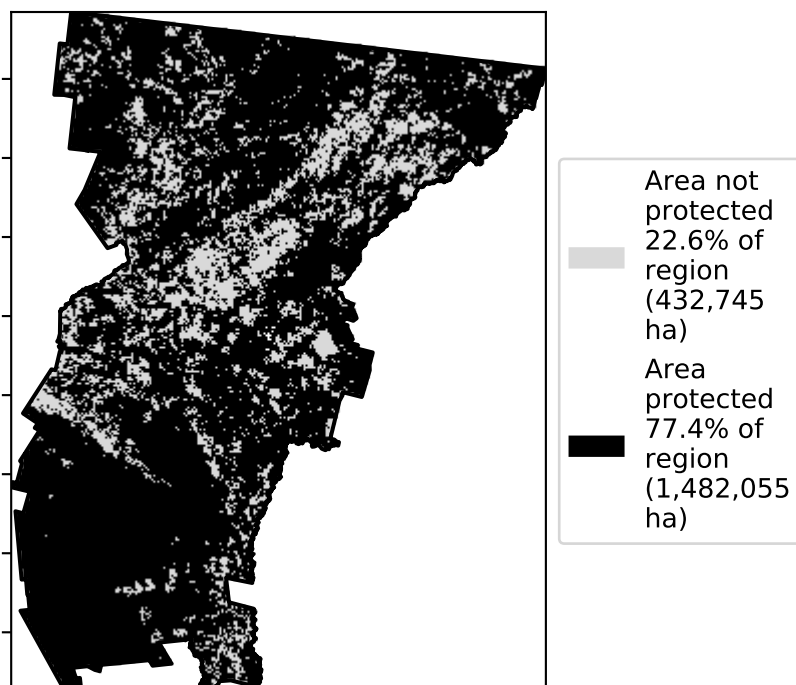 Area not
protected
22.6% of
region
(432,745
ha)
Area
protected
77.4% of
region
(1,482,055
ha)